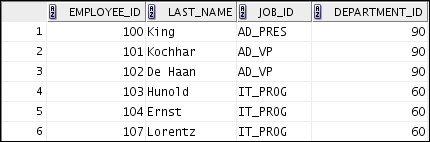 EMPLOYEE_ID LAST_NAME JOB_ID DEPARTMENT_ID
1 100 King AD_PRES 90
2 101 Kochhar AD_VP 90
3 102 De Haan AD_VP 90
4 103 Hunold IT_PROG 60
5 104 Ernst IT_PROG 60
6 107 Lorentz IT_PROG 60